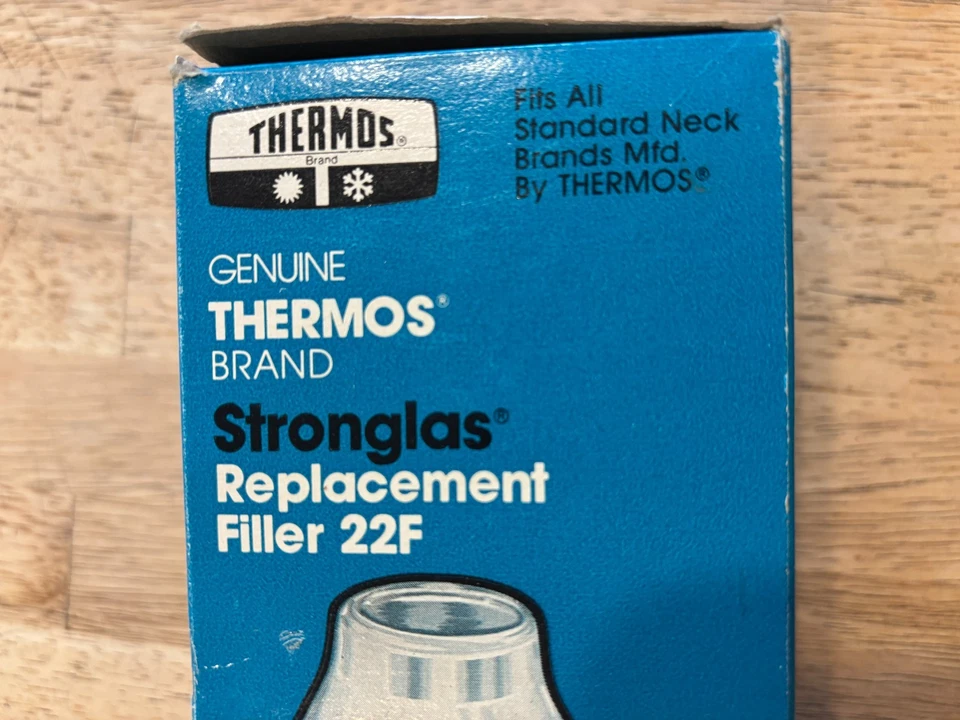 THERMOS®
Brand
Fits All
Standard Neck
Brands Mfd.
By THERMOS®
GENUINE
THERMOS®
BRAND
Stronglas®
Replacement
Filler 22F